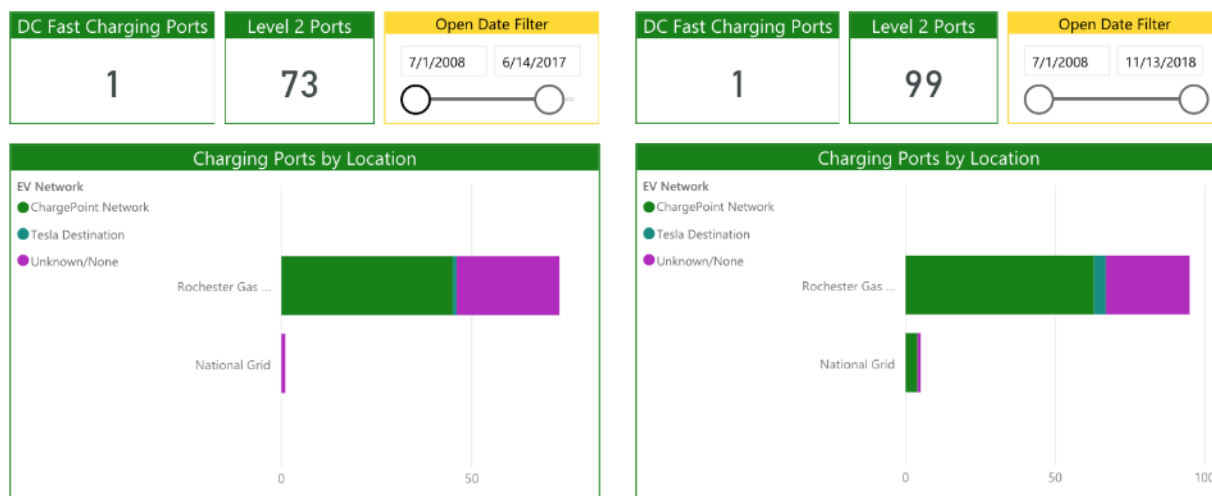 DC Fast Charging Ports
1
Level 2 Ports
73
Open Date Filter
7/1/2008 6/14/2017
Charging Ports by Location
EV Network
ChargePoint Network
Tesla Destination
Unknown/None
Rochester Gas ...
National Grid
0 50
DC Fast Charging Ports
1
Level 2 Ports
99
Open Date Filter
7/1/2008 11/13/2018
Charging Ports by Location
EV Network
ChargePoint Network
Tesla Destination
Unknown/None
Rochester Gas ...
National Grid
0 50 100